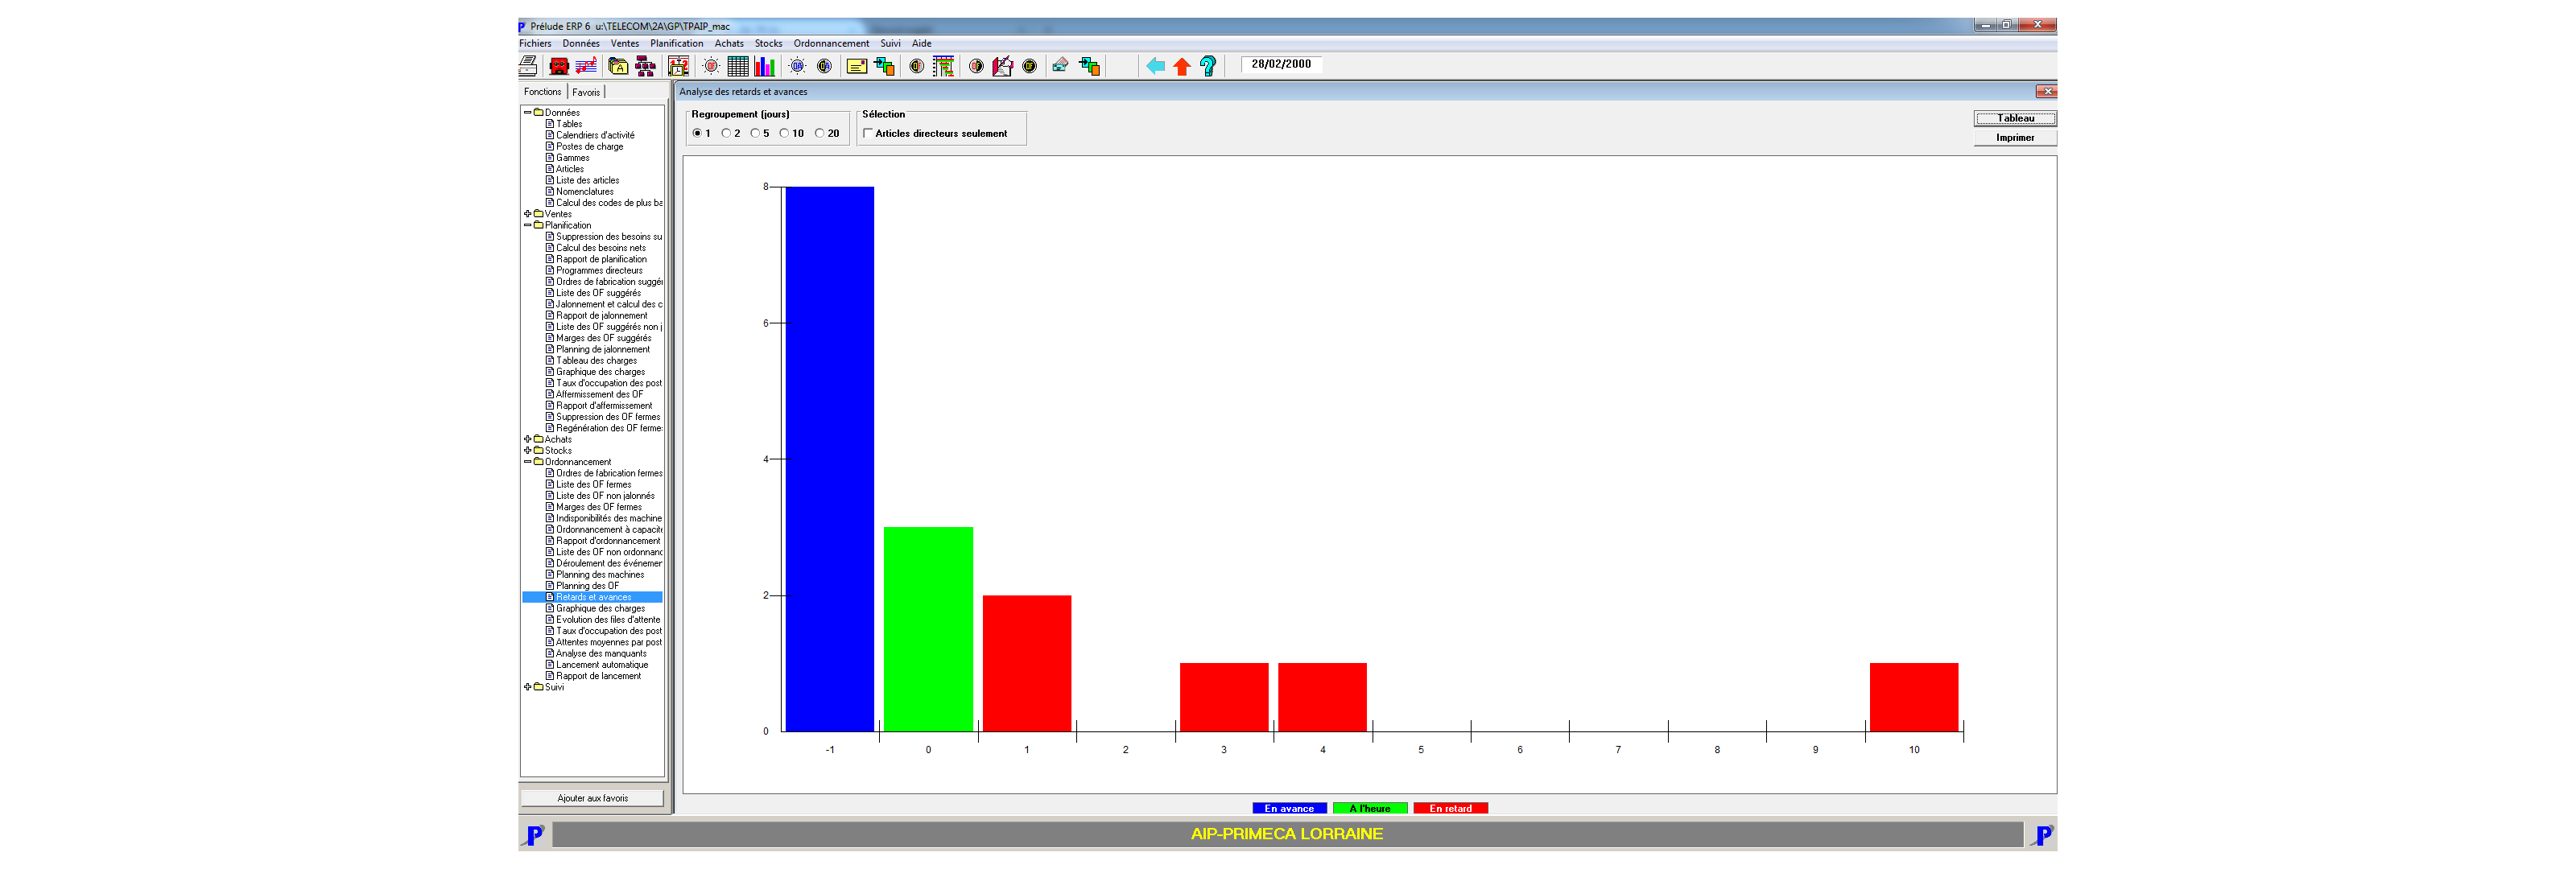 Prélude ERP 6 u:\TELECOM\2A\GP\TPAIP_mac
Fichiers Données Ventes Planification Achats Stocks Ordonnancement Suivi Aide
28/02/2000
Fonctions Favoris
Données
Tables
Calendriers d'activité
Postes de charge
Gammes
Articles
Liste des articles
Nomenclatures
Calcul des codes de plus ba
Ventes
Planification
Suppression des besoins su
Calcul des besoins nets
Rapport de planification
Programmes directeurs
Ordres de fabrication suggér
Liste des OF suggérés
Jalonnement et calcul des c
Rapport de jalonnement
Liste des OF suggérés non j
Marges des OF suggérés
Planning de jalonnement
Tableau des charges
Graphique des charges
Taux d'occupation des post
Affermissement des OF
Rapport d'affermissement
Suppression des OF fermes
Regénération des OF fermes
Achats
Stocks
Ordonnancement
Ordres de fabrication fermes
Liste des OF fermes
Liste des OF non jalonnés
Marges des OF fermes
Indisponibilités des machine
Ordonnancement à capacité
Rapport d'ordonnancement
Liste des OF non ordonnanc
Déroulement des événemen
Planning des machines
Planning des OF
Retards et avances
Graphique des charges
Evolution des files d'attente
Taux d'occupation des post
Attentes moyennes par post
Analyse des manquants
Lancement automatique
Rapport de lancement
Suivi
Ajouter aux favoris
Analyse des retards et avances
Regroupement (jours)
1 2 5 10 20
Sélection
Articles directeurs seulement
Tableau
Imprimer
8
6
4
2
0
-1 0 1 2 3 4 5 6 7 8 9 10
En avance A l'heure En retard
AIP-PRIMECA LORRAINE